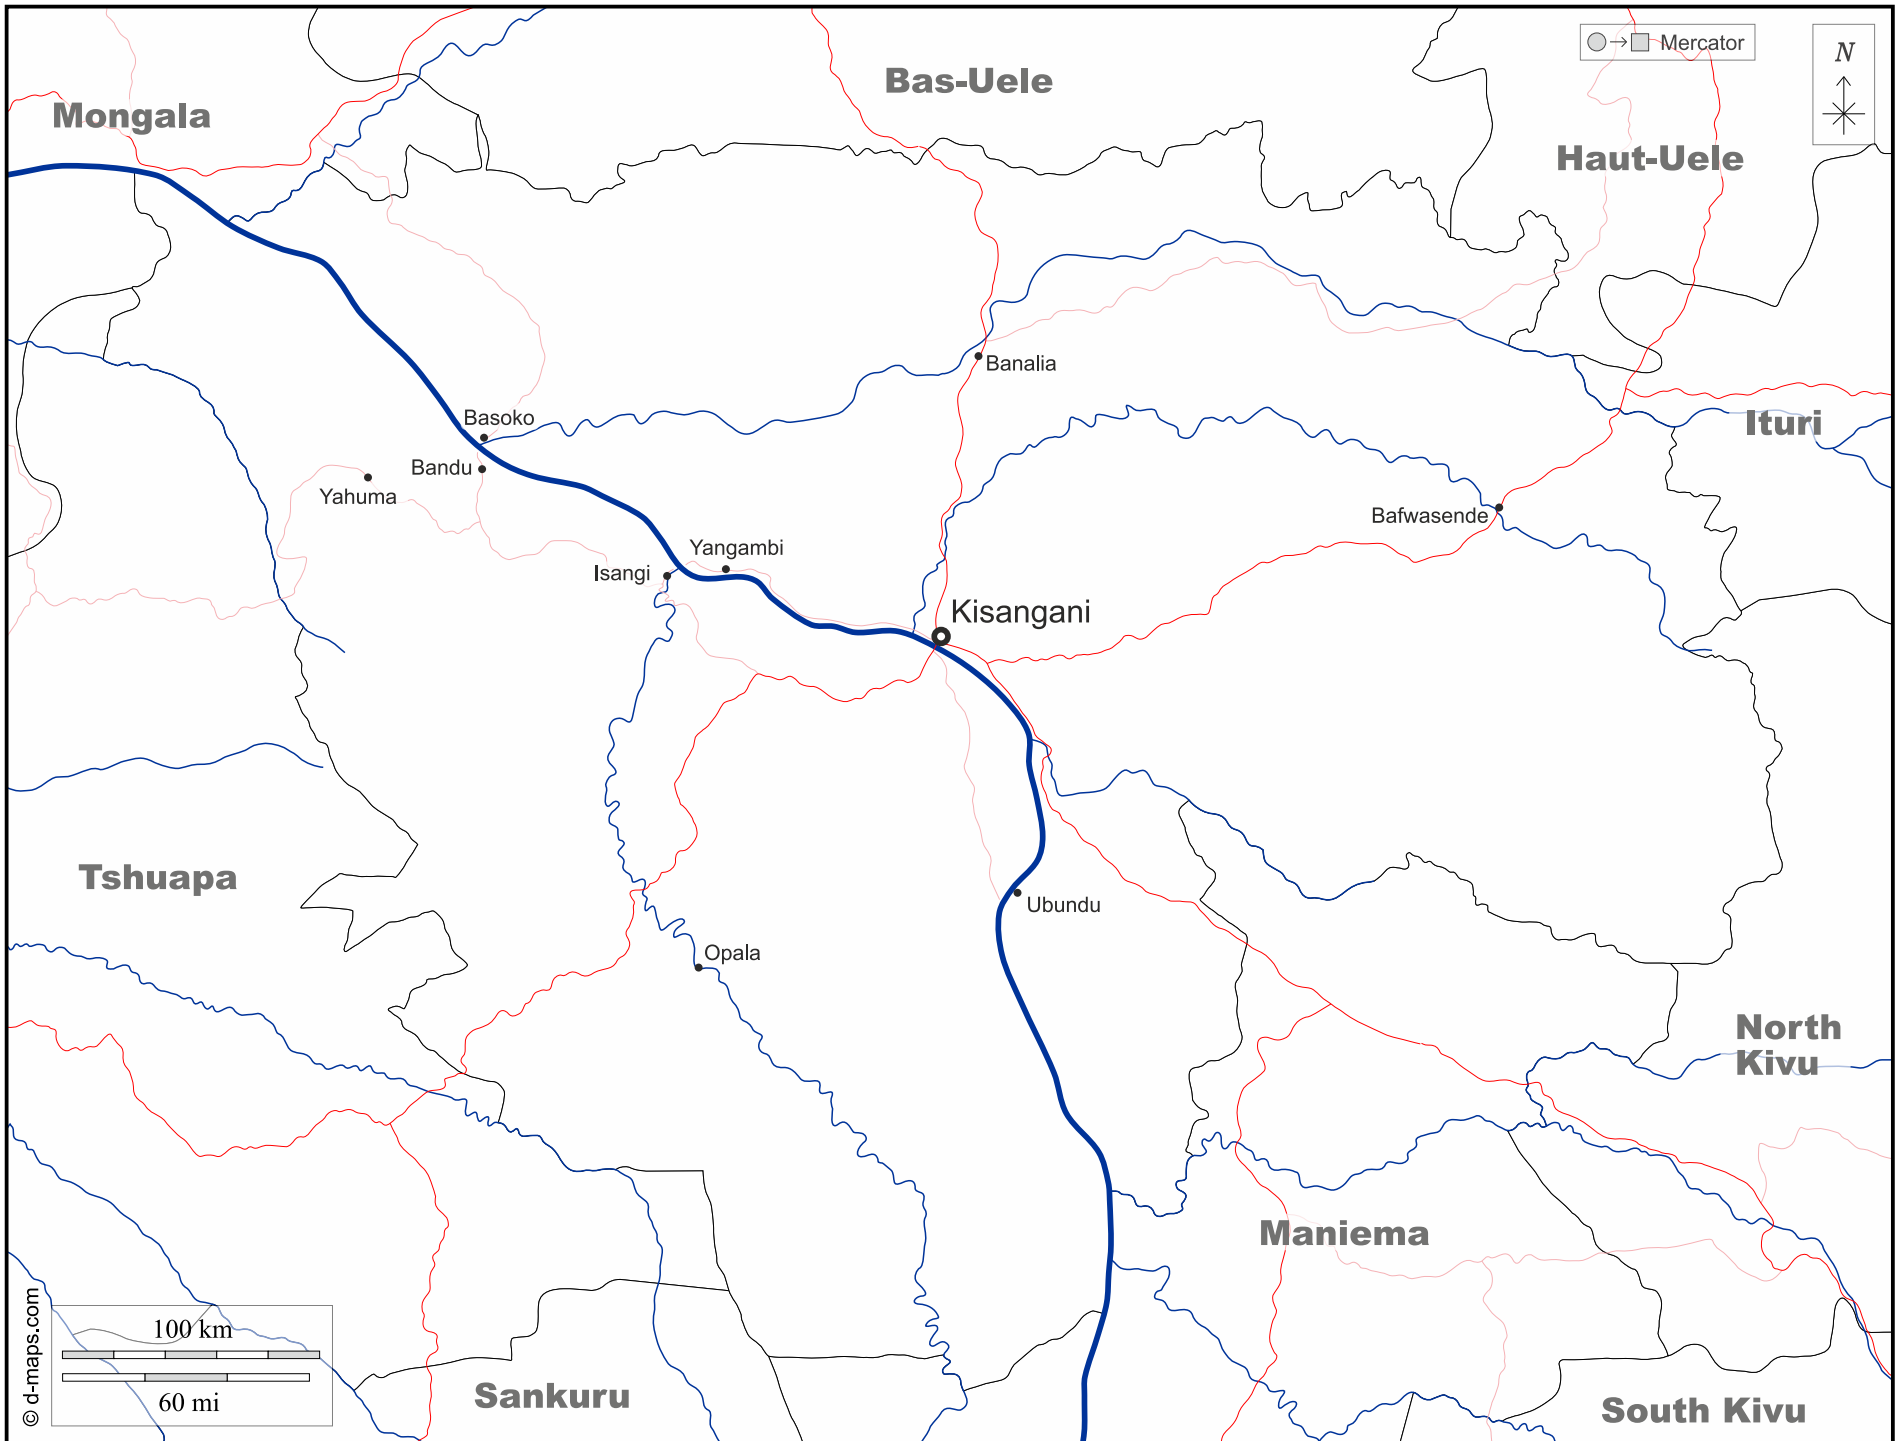 Mercator
N
Bas-Uele
Mongala
Haut-Uele
Banalia
Basoko
Ituri
Bandu
Yahuma
Bafwasende
Yangambi
Isangi
Kisangani
Tshuapa
Ubundu
Opala
North
Kivu
Maniema
100 km
60 mi
Sankuru
South Kivu
© d-maps.com